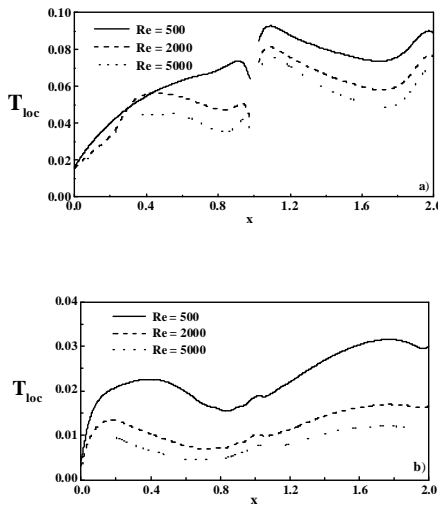 0.10
Re = 500
0.08
Re = 2000
Re = 5000
0.06
T loc
0.04
0.02
a)
0.00
0.0 0.4 0.8 1.2 1.6 2.0
x
0.04
Re = 500
Re = 2000
0.03
Re = 5000
T loc
0.02
0.01
b)
0.00
0.0 0.4 0.8 1.2 1.6 2.0
x